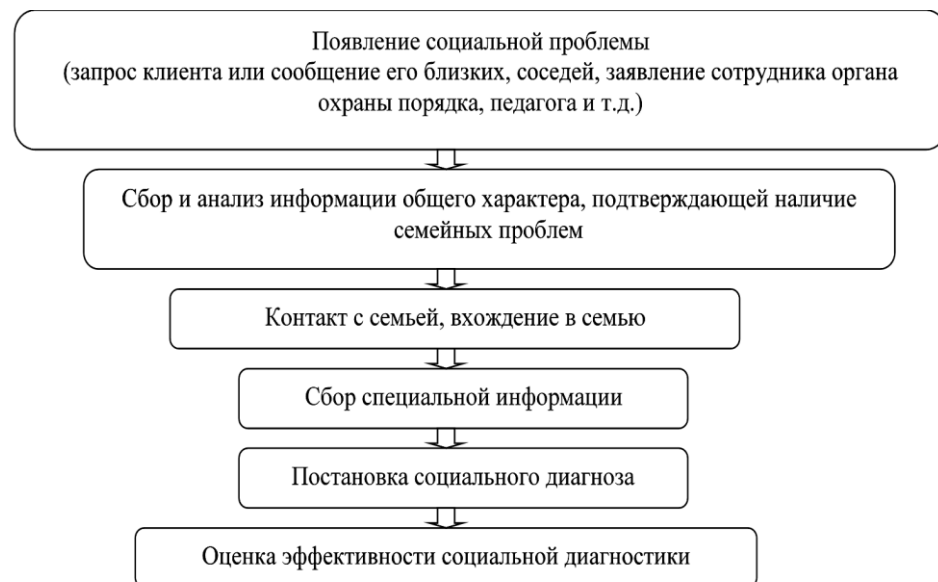 Появление социальной проблемы
(запрос клиента или сообщение его близких, соседей, заявление сотрудника органа
охраны порядка, педагога и т.д.)
Сбор и анализ информации общего характера, подтверждающей наличие
семейных проблем
Контакт с семьей, вхождение в семью
Сбор специальной информации
Постановка социального диагноза
Оценка эффективности социальной диагностики